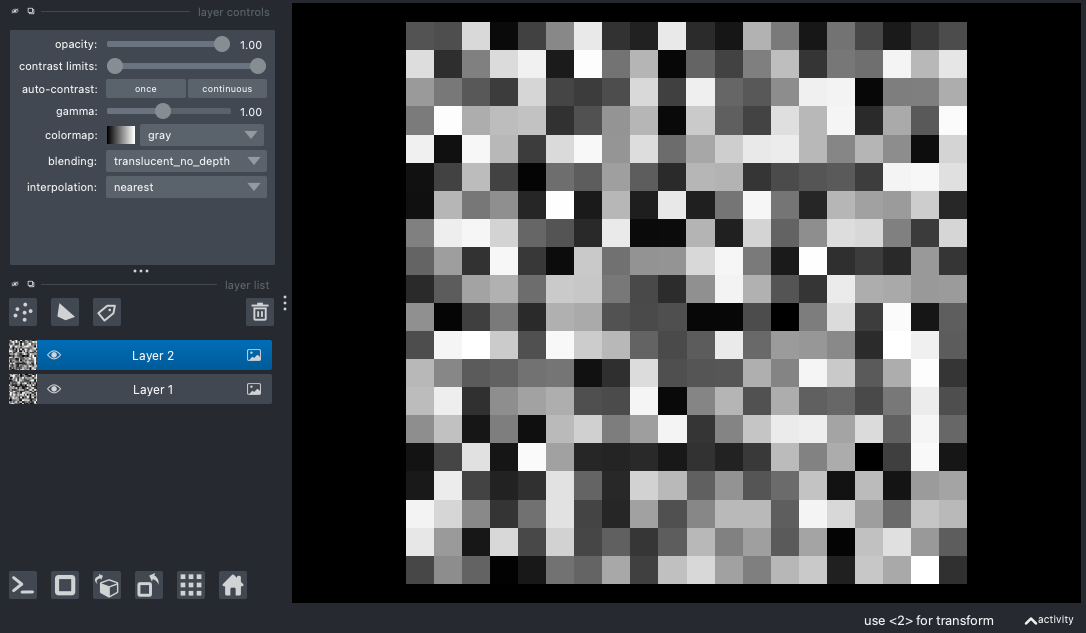 layer controls
opacity: 1.00
contrast limits:
auto-contrast: once continuous
gamma: 1.00
colormap: gray
blending: translucent_no_depth
interpolation: nearest
layer list
Layer 2
Layer 1
use <2> for transform activity